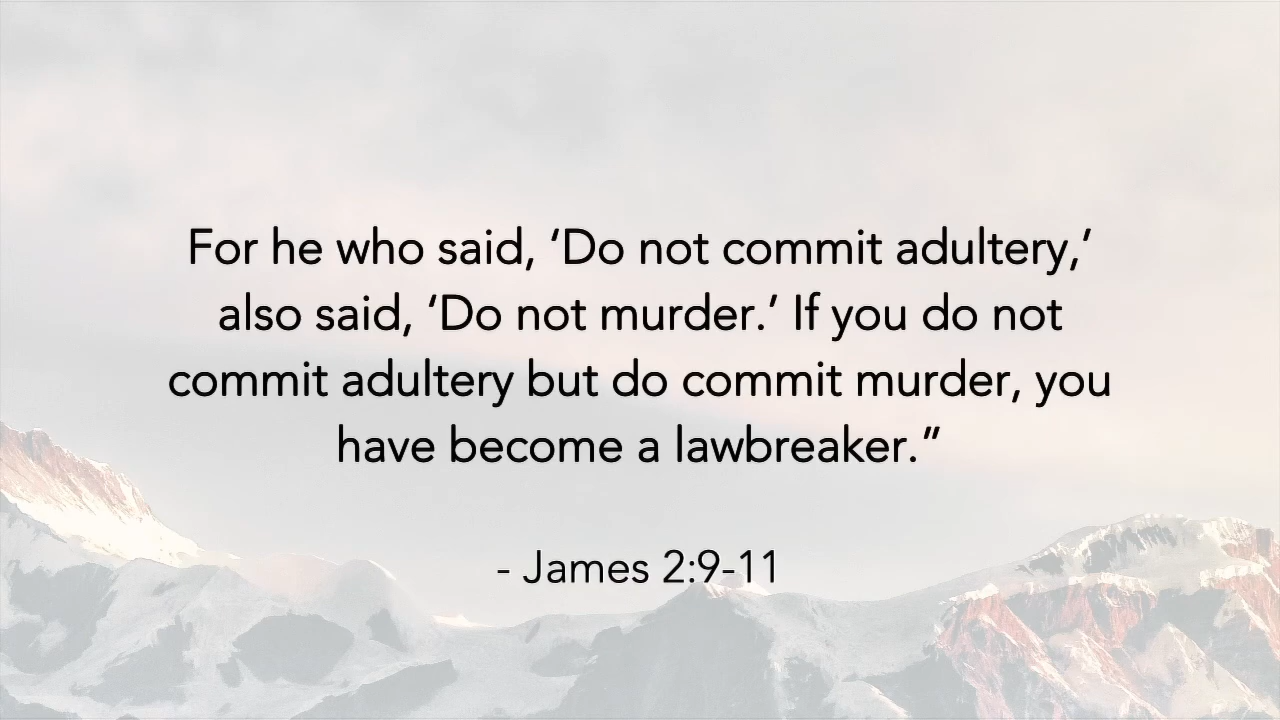 For he who said, ‘Do not commit adultery,’
also said, ‘Do not murder.’ If you do not
commit adultery but do commit murder, you
have become a lawbreaker.”
- James 2:9-11